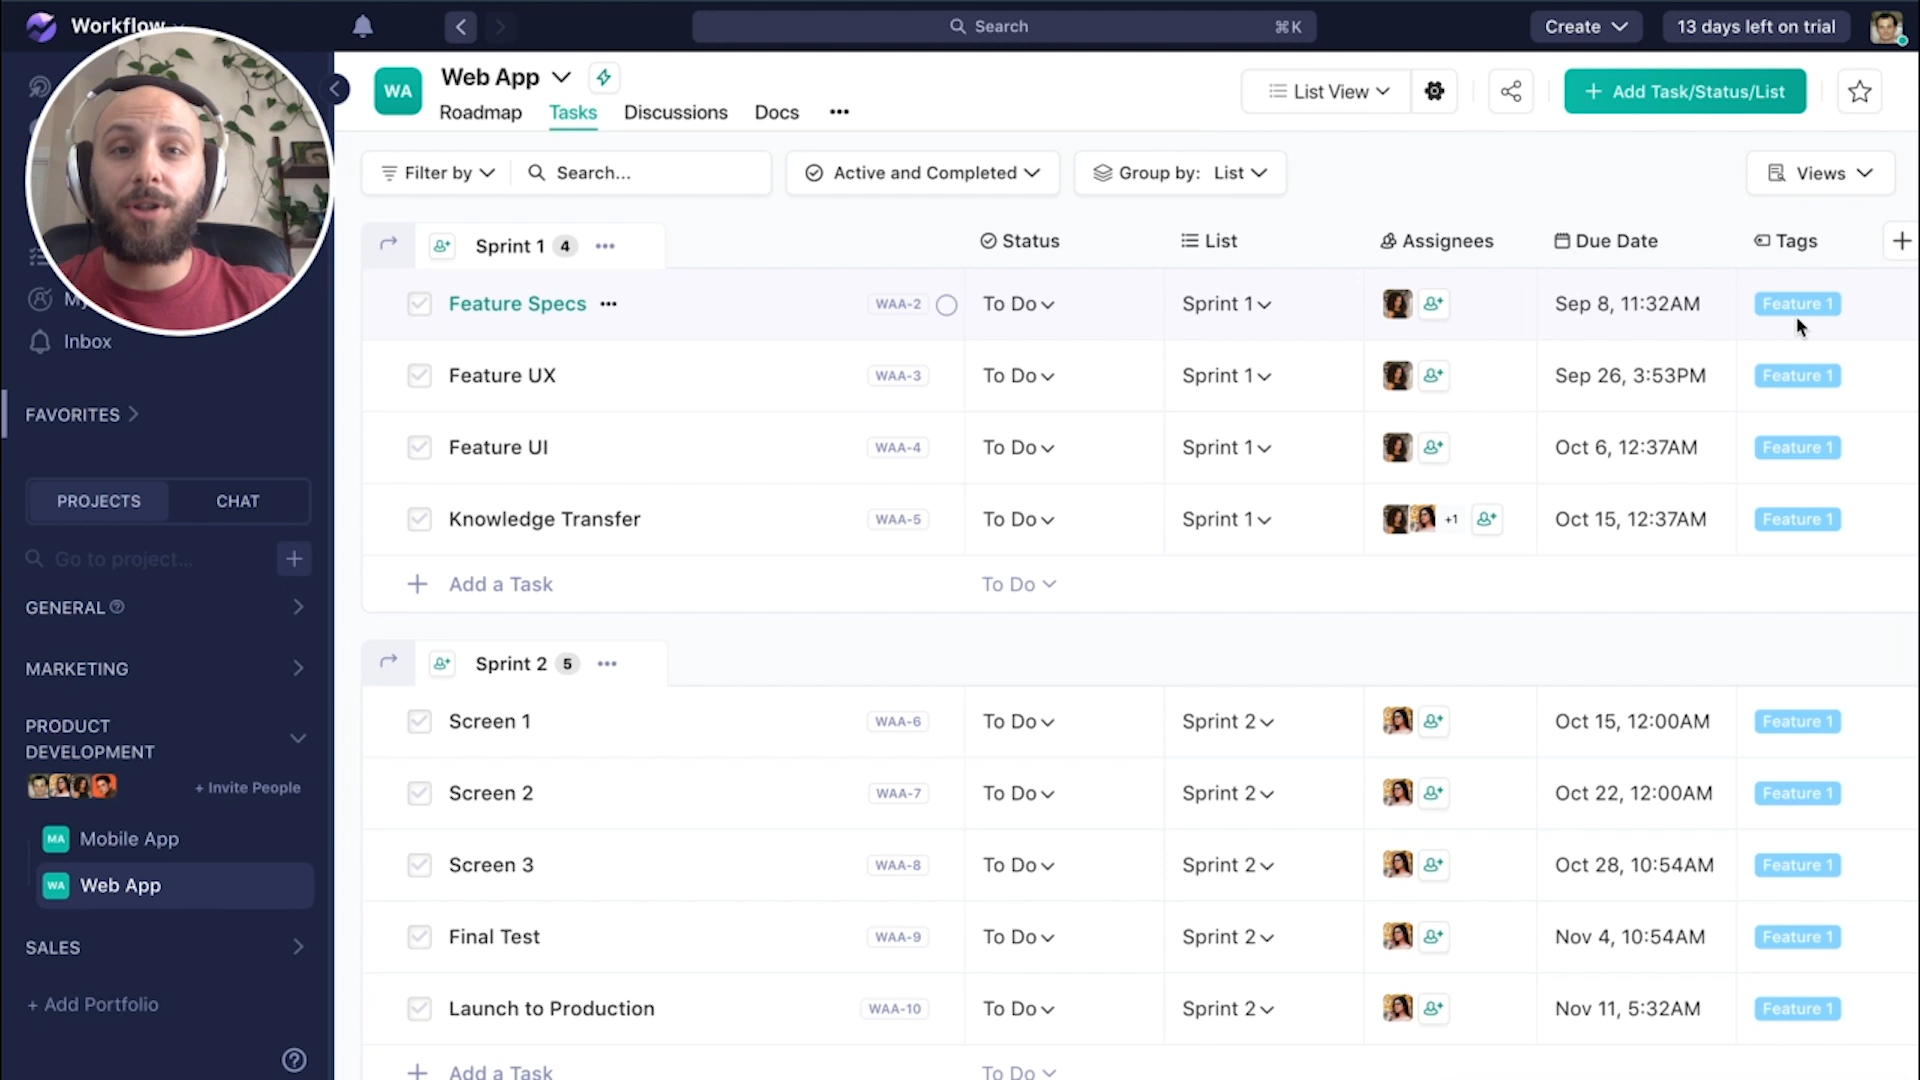 Workflow
Search
⌘K
Create
13 days left on trial
WA
Web App
List View
+ Add Task/Status/List
Roadmap
Tasks
Discussions
Docs
Filter by
Search...
Active and Completed
Group by: List
Views
Sprint 1 4
Status
List
Assignees
Due Date
Tags
Feature Specs WAA-2 To Do Sprint 1 Sep 8, 11:32AM Feature 1
Feature UX WAA-3 To Do Sprint 1 Sep 26, 3:53PM Feature 1
Feature UI WAA-4 To Do Sprint 1 Oct 6, 12:37AM Feature 1
Knowledge Transfer WAA-5 To Do Sprint 1 +1 Oct 15, 12:37AM Feature 1
+ Add a Task To Do
Sprint 2 5
Screen 1 WAA-6 To Do Sprint 2 Oct 15, 12:00AM Feature 1
Screen 2 WAA-7 To Do Sprint 2 Oct 22, 12:00AM Feature 1
Screen 3 WAA-8 To Do Sprint 2 Oct 28, 10:54AM Feature 1
Final Test WAA-9 To Do Sprint 2 Nov 4, 10:54AM Feature 1
Launch to Production WAA-10 To Do Sprint 2 Nov 11, 5:32AM Feature 1
+ Add a Task To Do
Inbox
FAVORITES
PROJECTS
CHAT
Go to project...
GENERAL
MARKETING
PRODUCT
DEVELOPMENT
+ Invite People
MA Mobile App
WA Web App
SALES
+ Add Portfolio